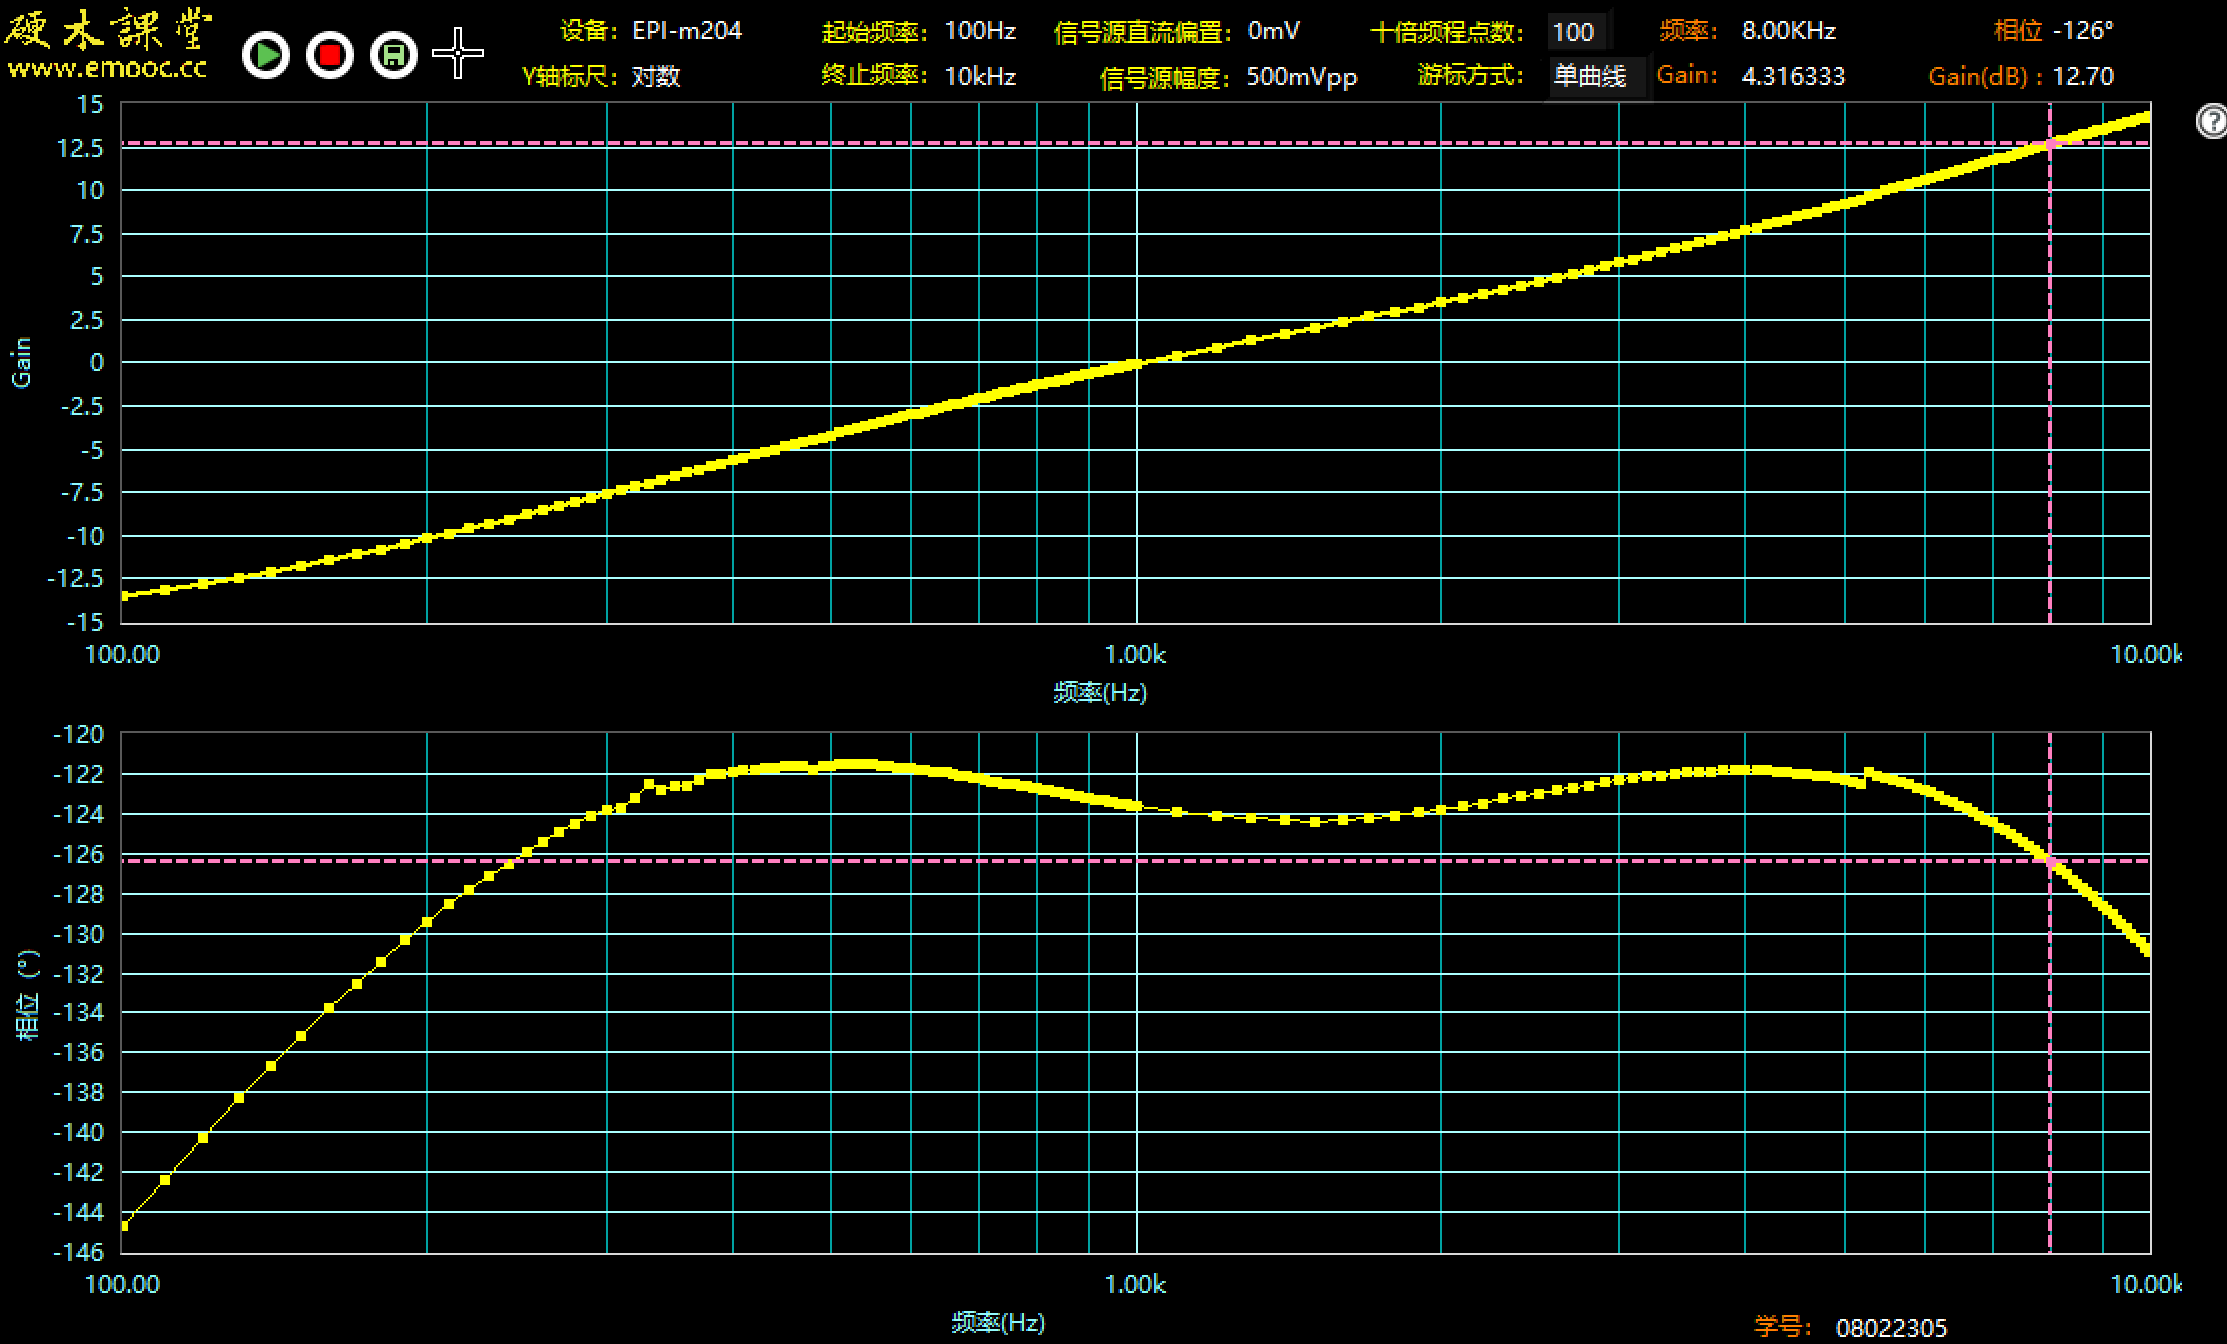 硬木課堂
www.emooc.cc
设备： EPI-m204
Y轴标尺： 对数
起始频率： 100Hz
终止频率： 10kHz
信号源直流偏置： 0mV
信号源幅度： 500mVpp
十倍频程点数： 100
游标方式： 单曲线
频率： 8.00KHz
Gain： 4.316333
相位 -126°
Gain(dB)： 12.70
?
15
12.5
10
7.5
5
2.5
0
-2.5
-5
-7.5
-10
-12.5
-15
Gain
100.00 1.00k 10.00k
频率(Hz)
-120
-122
-124
-126
-128
-130
-132
-134
-136
-138
-140
-142
-144
-146
相位 (°)
100.00 1.00k 10.00k
频率(Hz)
学号： 08022305